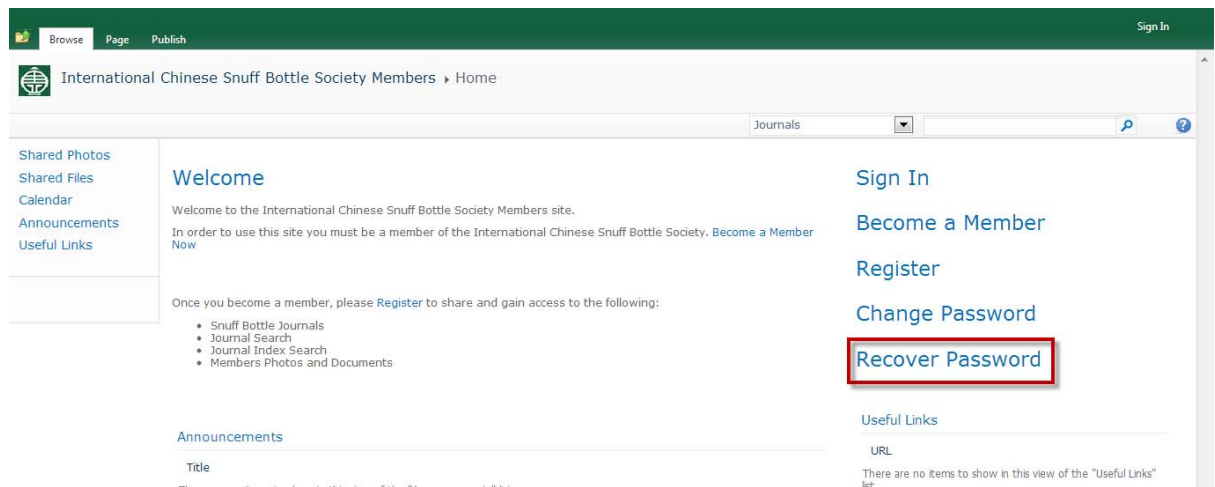 Sign In
Browse Page Publish
International Chinese Snuff Bottle Society Members ▸ Home
Journals
Shared Photos
Shared Files
Calendar
Announcements
Useful Links
Welcome
Welcome to the International Chinese Snuff Bottle Society Members site.
In order to use this site you must be a member of the International Chinese Snuff Bottle Society. Become a Member
Now
Once you become a member, please Register to share and gain access to the following:
• Snuff Bottle Journals
• Journal Search
• Journal Index Search
• Members Photos and Documents
Announcements
Title
Sign In
Become a Member
Register
Change Password
Recover Password
Useful Links
URL
There are no items to show in this view of the "Useful Links"
list